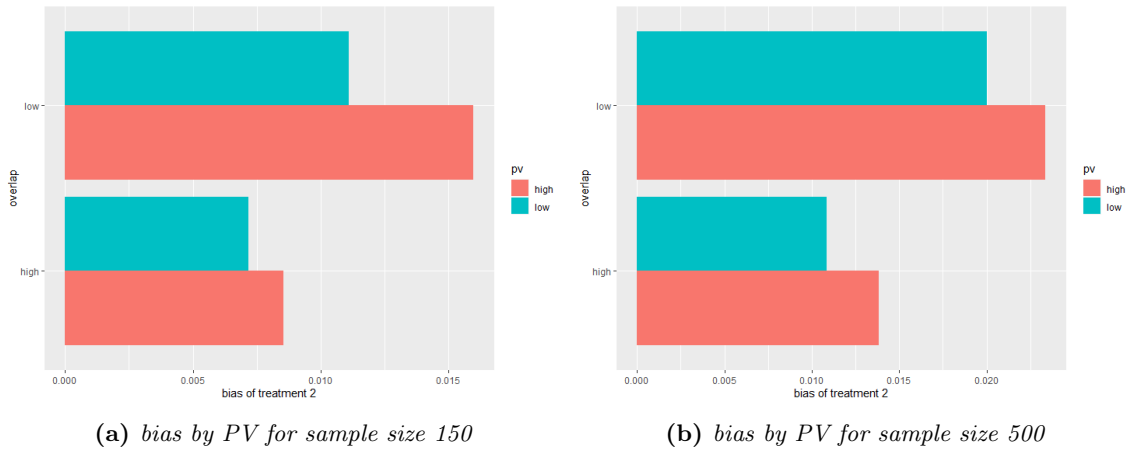 low
overlap
high
0.000 0.005 0.010 0.015
bias of treatment 2
pv
high
low
(a) bias by PV for sample size 150
low
overlap
high
0.000 0.005 0.010 0.015 0.020
bias of treatment 2
pv
high
low
(b) bias by PV for sample size 500